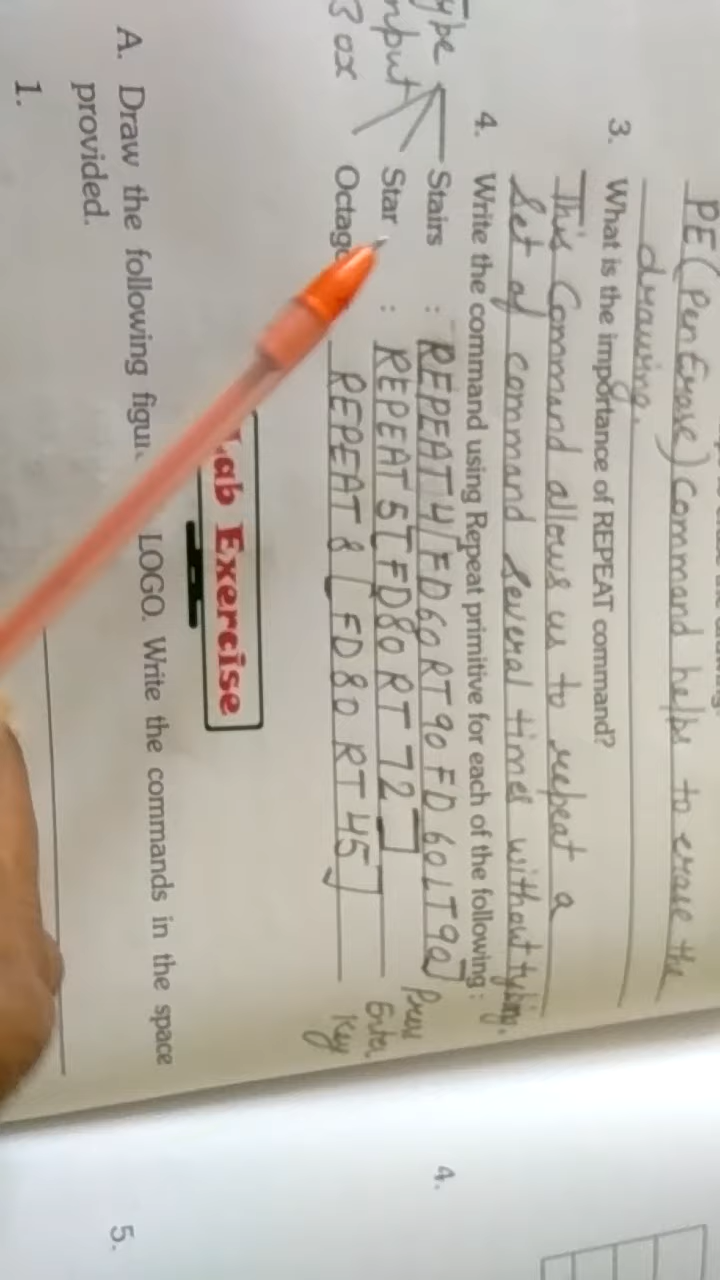 PE (Pen Erase) Command helps to erase the
drawing.
3. What is the importance of REPEAT command?
This Command allows us to repeat a
set of command several times without typing.
4. Write the command using Repeat primitive for each of the following :
Stairs : REPEAT 4[FD 60 RT 90 FD 60 LT 90]
Star : REPEAT 5 [FD 80 RT 72]
REPEAT 8 [FD 80 RT 45]
Press
Enter
Key
input
Lab Exercise
A. Draw the following LOGO. Write the commands in the space
provided.
1.
4.
5.